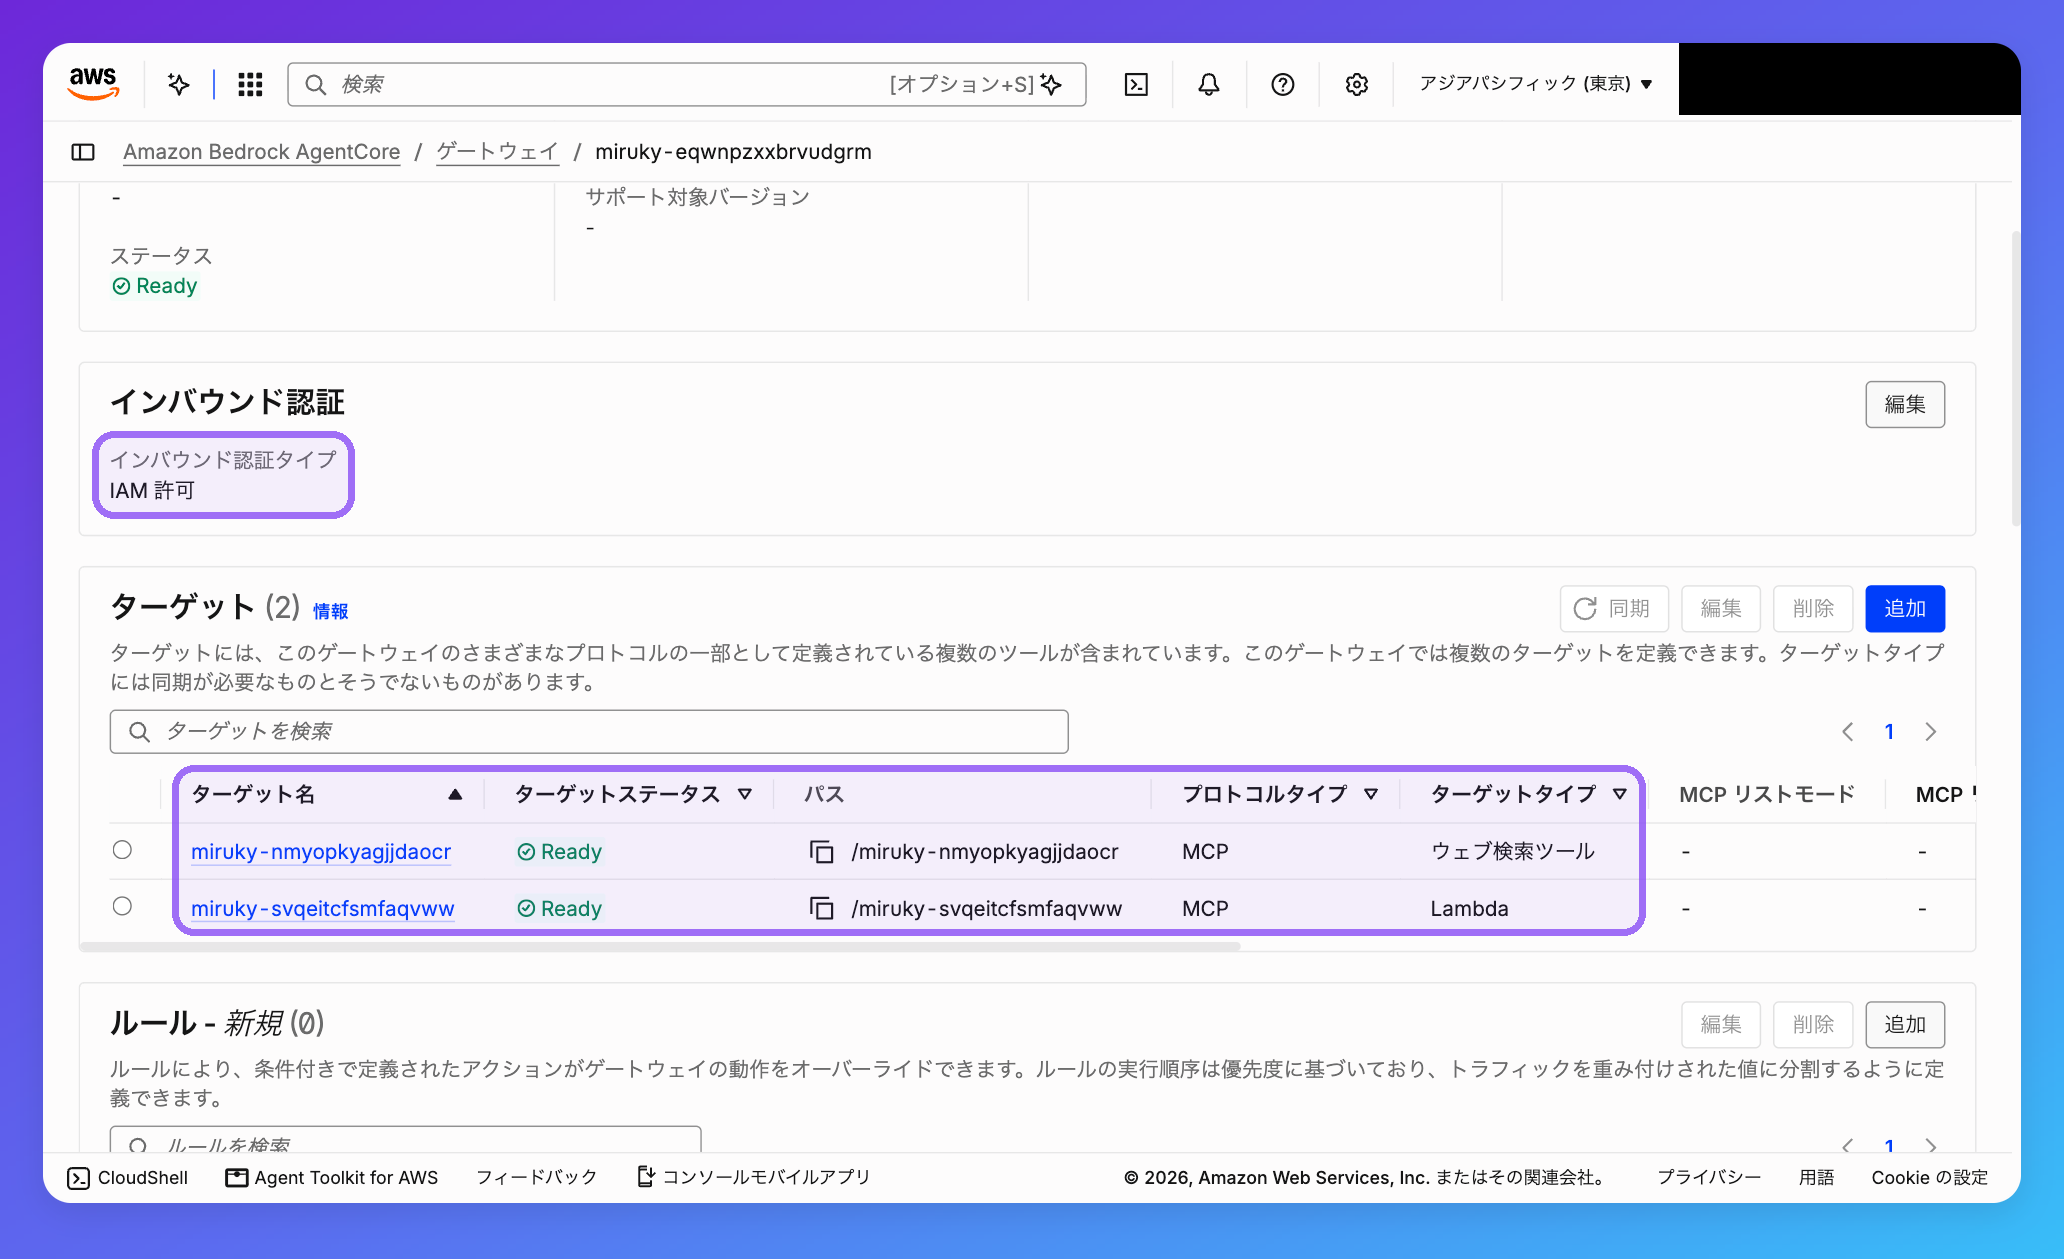 aws
検索
[オプション+S]
アジアパシフィック (東京)
Amazon Bedrock AgentCore / ゲートウェイ / miruky-eqwnpzxxbrvudgrm
-
サポート対象バージョン
-
ステータス
Ready
インバウンド認証
編集
インバウンド認証タイプ
IAM 許可
ターゲット (2) 情報
同期
編集
削除
追加
ターゲットには、このゲートウェイのさまざまなプロトコルの一部として定義されている複数のツールが含まれています。このゲートウェイでは複数のターゲットを定義できます。ターゲットタイプ
には同期が必要なものとそうでないものがあります。
ターゲットを検索
1
ターゲット名 ターゲットステータス パス プロトコルタイプ ターゲットタイプ MCP リストモード MCP
miruky-nmyopkyagjjdaocr Ready /miruky-nmyopkyagjjdaocr MCP ウェブ検索ツール - -
miruky-svqeitcfsmfaqvww Ready /miruky-svqeitcfsmfaqvww MCP Lambda - -
ルール - 新規 (0)
編集
削除
追加
ルールにより、条件付きで定義されたアクションがゲートウェイの動作をオーバーライドできます。ルールの実行順序は優先度に基づいており、トラフィックを重み付けされた値に分割するように定
義できます。
ルールを検索
1
CloudShell Agent Toolkit for AWS フィードバック コンソールモバイルアプリ © 2026, Amazon Web Services, Inc. またはその関連会社。 プライバシー 用語 Cookie の設定